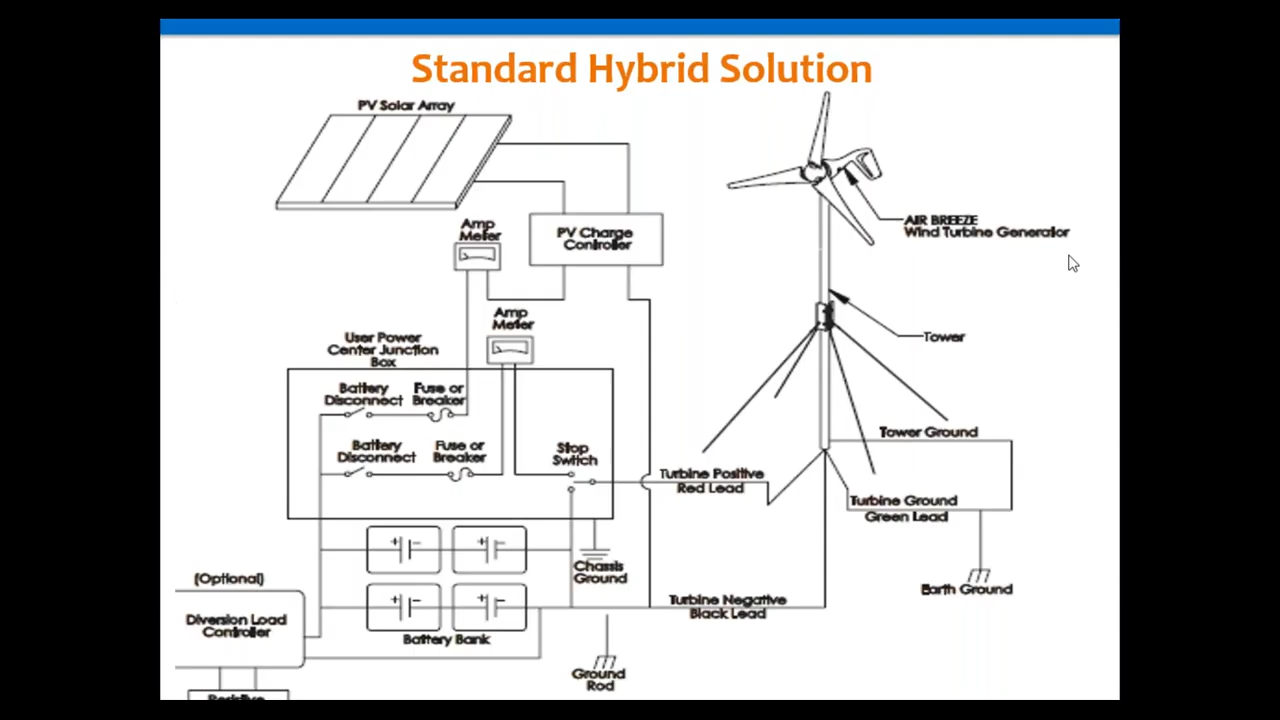 Standard Hybrid Solution
PV Solar Array
Amp
Meter
PV Charge
Controller
AIR BREEZE
Wind Turbine Generator
Amp
Meter
Tower
User Power
Center Junction
Box
Battery
Disconnect
Fuse or
Breaker
Tower Ground
Battery
Disconnect
Fuse or
Breaker
Stop
Switch
Turbine Positive
Red Lead
Turbine Ground
Green Lead
Chassis
Ground
(Optional)
Earth Ground
Diversion Load
Controller
Turbine Negative
Black Lead
Battery Bank
Ground
Rod
Resistive